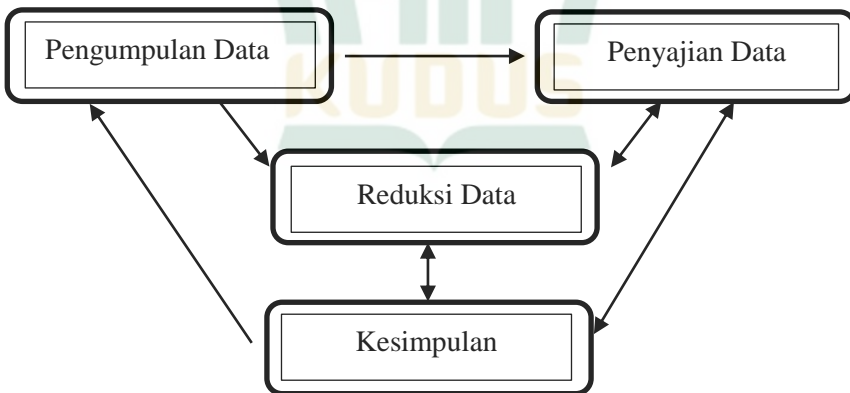 Pengumpulan Data
Penyajian Data
KUDUS
Reduksi Data
Kesimpulan